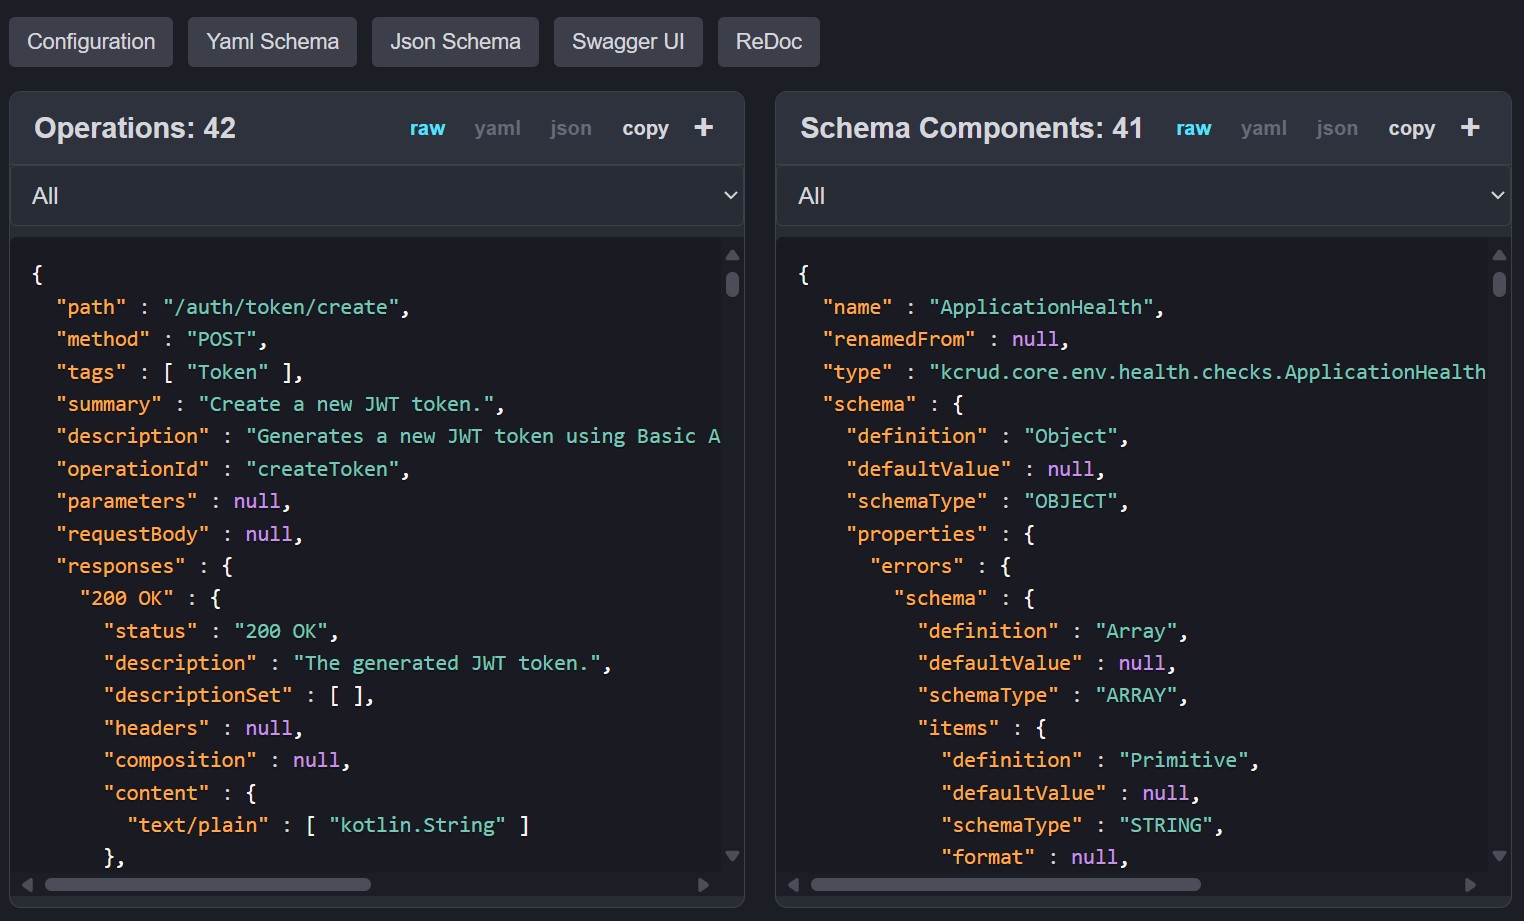 Configuration Yaml Schema Json Schema Swagger UI ReDoc
Operations: 42 raw yaml json copy +
All
{
"path" : "/auth/token/create",
"method" : "POST",
"tags" : [ "Token" ],
"summary" : "Create a new JWT token.",
"description" : "Generates a new JWT token using Basic A
"operationId" : "createToken",
"parameters" : null,
"requestBody" : null,
"responses" : {
"200 OK" : {
"status" : "200 OK",
"description" : "The generated JWT token.",
"descriptionSet" : [ ],
"headers" : null,
"composition" : null,
"content" : {
"text/plain" : [ "kotlin.String" ]
},
Schema Components: 41 raw yaml json copy +
All
{
"name" : "ApplicationHealth",
"renamedFrom" : null,
"type" : "kcrud.core.env.health.checks.ApplicationHealth
"schema" : {
"definition" : "Object",
"defaultValue" : null,
"schemaType" : "OBJECT",
"properties" : {
"errors" : {
"schema" : {
"definition" : "Array",
"defaultValue" : null,
"schemaType" : "ARRAY",
"items" : {
"definition" : "Primitive",
"defaultValue" : null,
"schemaType" : "STRING",
"format" : null,